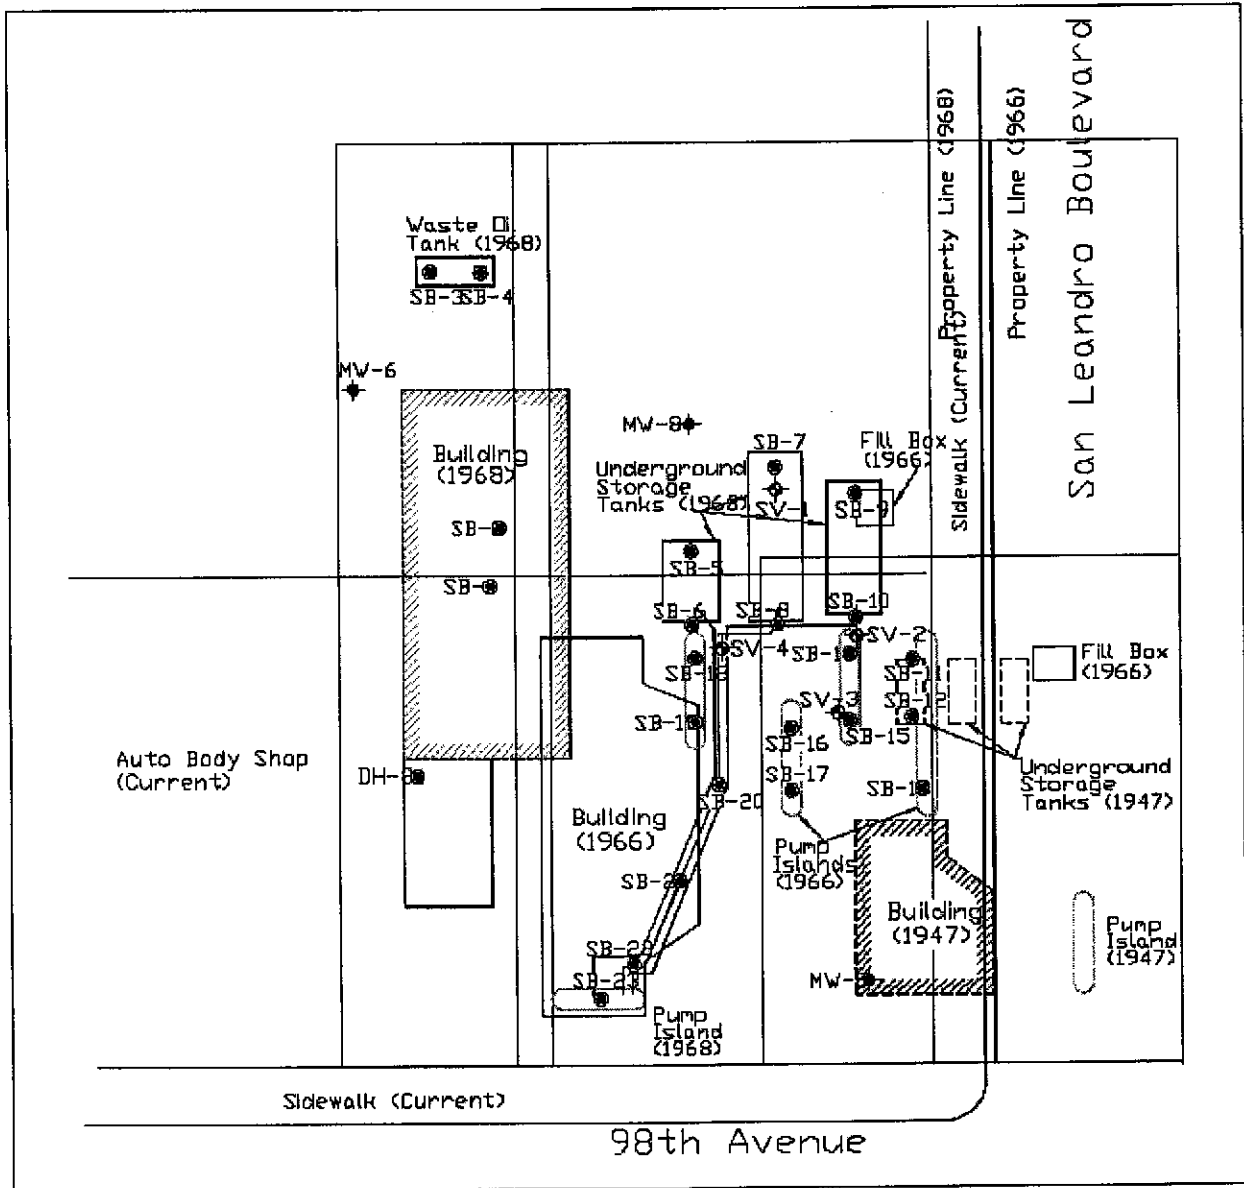 San Leandro Boulevard
Property Line (1968)
Property Line (1966)
Sidewalk (Current)
Waste Oi
Tank (1968)
SB-3
SB-4
MW-6
MW-8
Building
(1968)
SB-7
Fill Box
(1966)
Underground
Storage
Tanks (1968)
SV-1
SB-9
SB-5
SB-6
SB-8
SB-10
SV-4
SV-2
SV-3
SB-12
SB-15
SB-16
SB-17
SB-20
Fill Box
(1966)
Auto Body Shop
(Current)
Underground
Storage
Tanks (1947)
Building
(1966)
Pump
Islands
(1966)
Building
(1947)
Pump
Island
(1947)
Pump
Island
(1968)
Sidewalk (Current)
98th Avenue